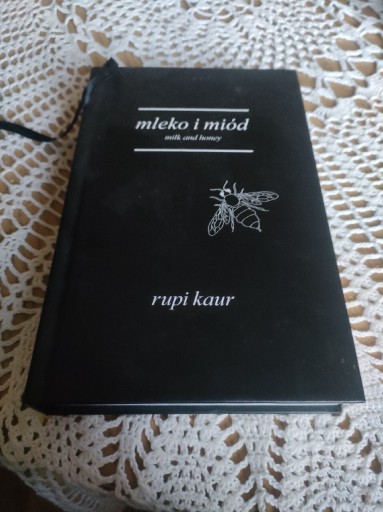 mleko i miód
milk and honey
rupi kaur